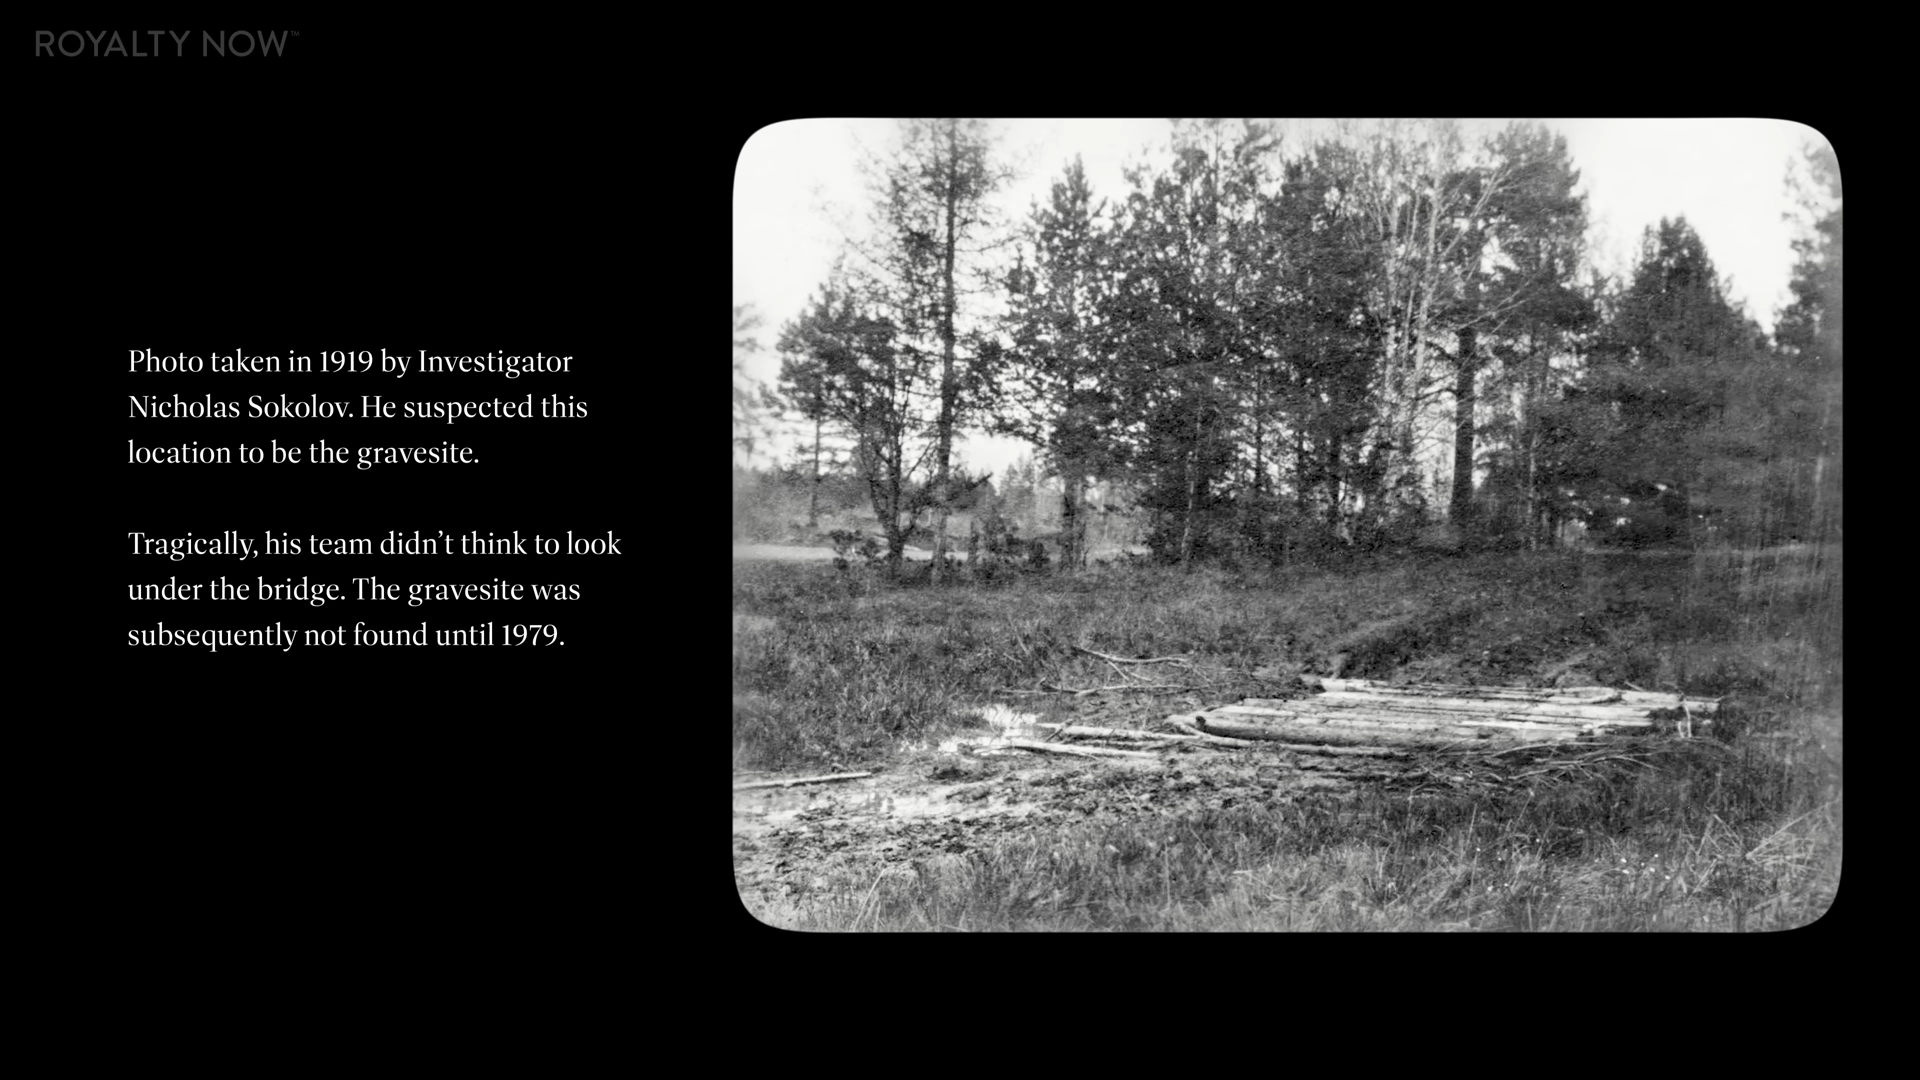 ROYALTY NOW™
Photo taken in 1919 by Investigator
Nicholas Sokolov. He suspected this
location to be the gravesite.
Tragically, his team didn’t think to look
under the bridge. The gravesite was
subsequently not found until 1979.